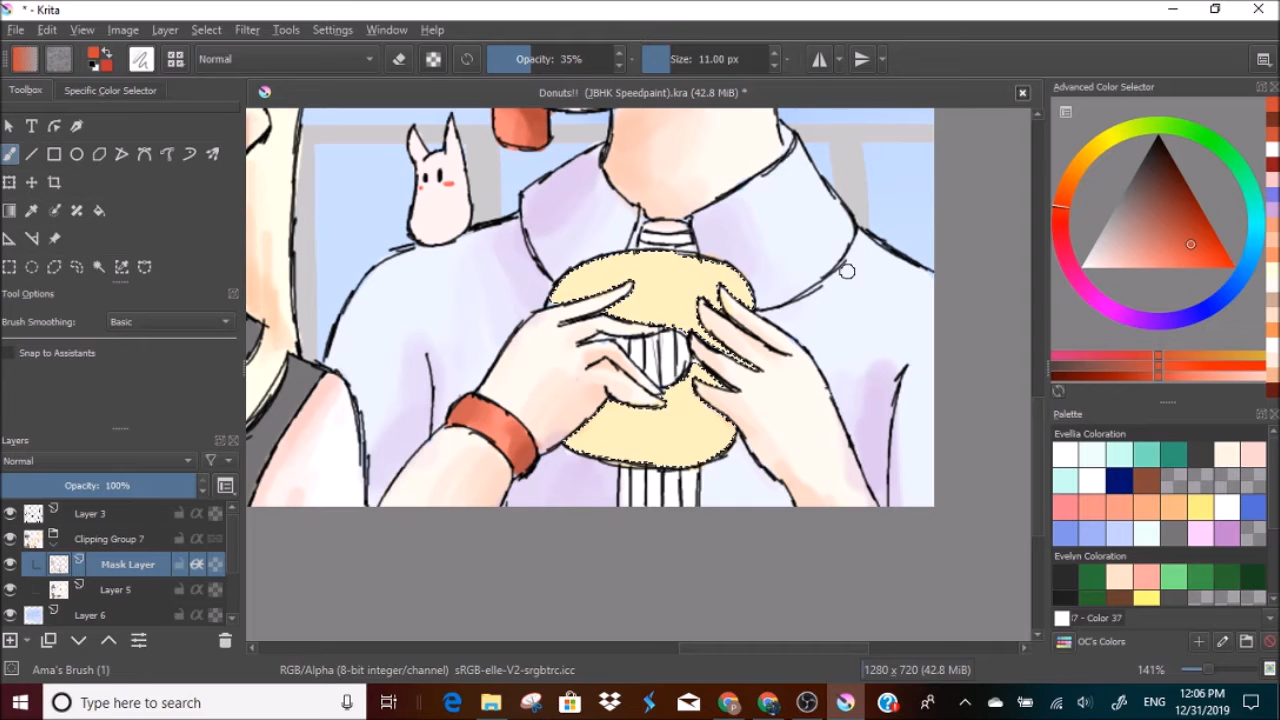 * - Krita
File Edit View Image Layer Select Filter Tools Settings Window Help
Normal Opacity: 35% Size: 11.00 px
Toolbox Specific Color Selector
Donuts!! (JBHK Speedpaint).kra (42.8 MiB) *
Advanced Color Selector
Tool Options
Brush Smoothing: Basic
Snap to Assistants
Layers
Normal
Opacity: 100%
Layer 3
Clipping Group 7
Mask Layer
Layer 5
Layer 6
Palette
Evellia Coloration
Evelyn Coloration
I7 - Color 37
OC's Colors
Ama's Brush (1)
RGB/Alpha (8-bit integer/channel) sRGB-elle-V2-srgbtrc.icc
1280 x 720 (42.8 MiB)
141%
Type here to search
ENG
12:06 PM
12/31/2019